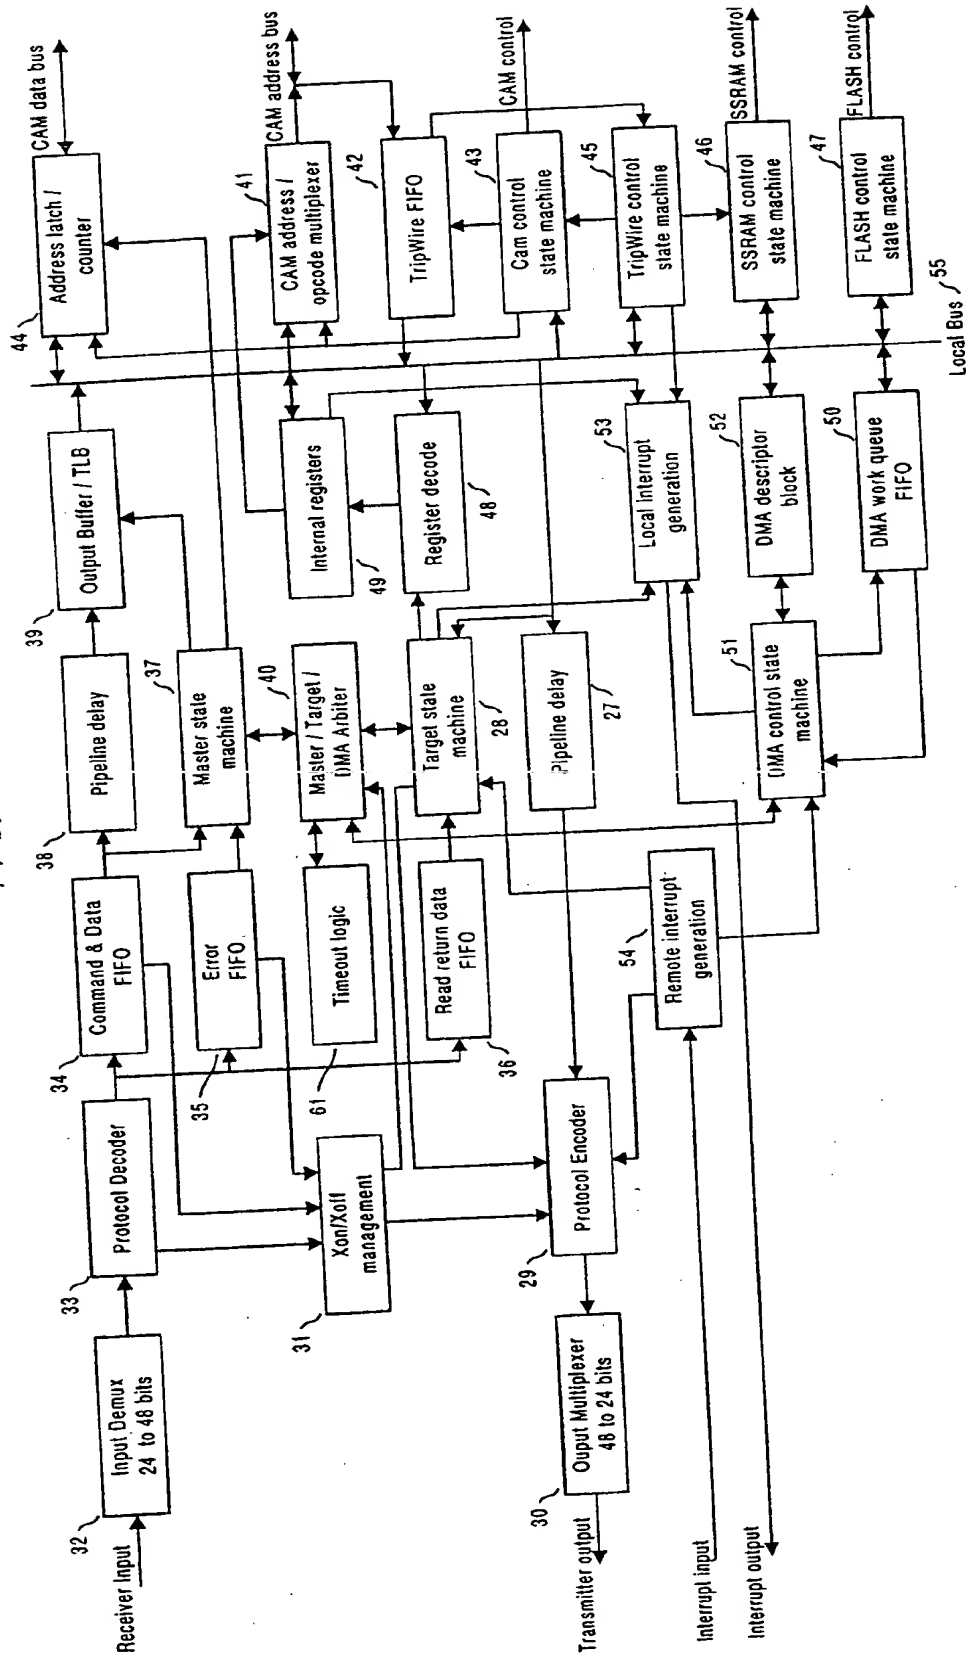 Receiver Input
32
Input Demux
24 to 48 bits
33
Protocol Decoder
34
Command & Data
FIFO
35
Error
FIFO
38
Pipeline delay
37
Master state
machine
39
Output Buffer / TLB
44
Address latch /
counter
CAM data bus
31
Xon/Xoff
management
61
Timeout logic
40
Master / Target /
DMA Arbiter
49
Internal registers
41
CAM address /
opcode multiplexer
CAM address bus
36
Read return data
FIFO
28
Target state
machine
48
Register decode
42
TripWire FIFO
43
Cam control
state machine
CAM control
30
Ouput Multiplexer
48 to 24 bits
Transmitter output
29
Protocol Encoder
27
Pipeline delay
53
Local interrupt
generation
45
TripWire control
state machine
54
Remote interrupt
generation
Interrupt input
Interrupt output
51
DMA control state
machine
52
DMA descriptor
block
46
SSRAM control
state machine
SSRAM control
50
DMA work queue
FIFO
47
FLASH control
state machine
FLASH control
Local Bus
55